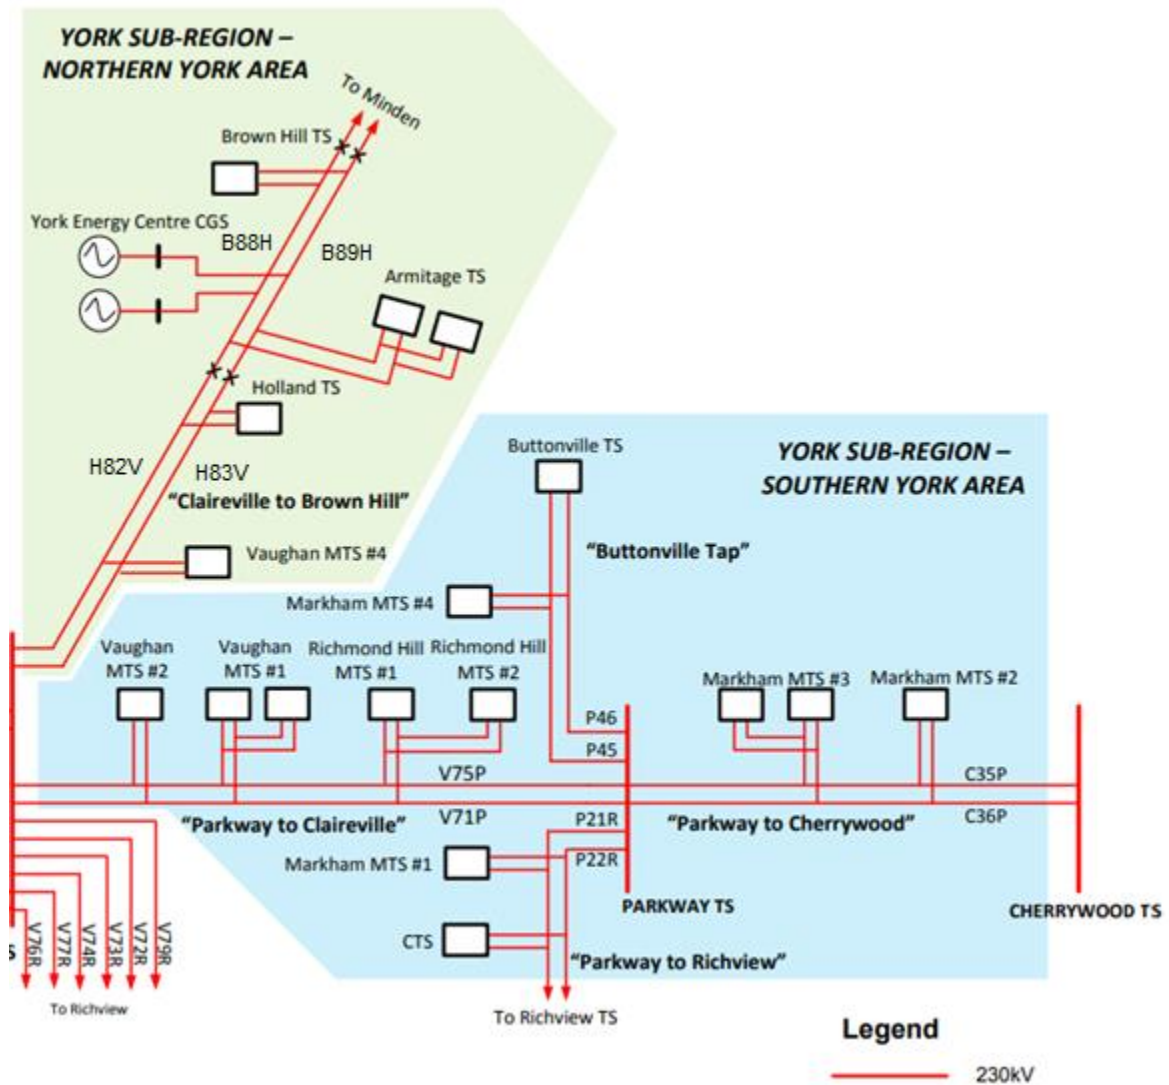 YORK SUB-REGION –
NORTHERN YORK AREA
To Minden
Brown Hill TS
York Energy Centre CGS
B88H
B89H
Armitage TS
Holland TS
H82V
H83V
"Claireville to Brown Hill"
Vaughan MTS #4
YORK SUB-REGION –
SOUTHERN YORK AREA
Buttonville TS
"Buttonville Tap"
Markham MTS #4
Vaughan
MTS #2
Vaughan
MTS #1
Richmond Hill
MTS #1
Richmond Hill
MTS #2
Markham MTS #3
Markham MTS #2
P46
P45
V75P
C35P
V71P
C36P
"Parkway to Claireville"
P21R
"Parkway to Cherrywood"
Markham MTS #1
P22R
PARKWAY TS
CHERRYWOOD TS
CTS
"Parkway to Richview"
S
V76R
V77R
V74R
V73R
V72R
V79R
To Richview
To Richview TS
Legend
230kV